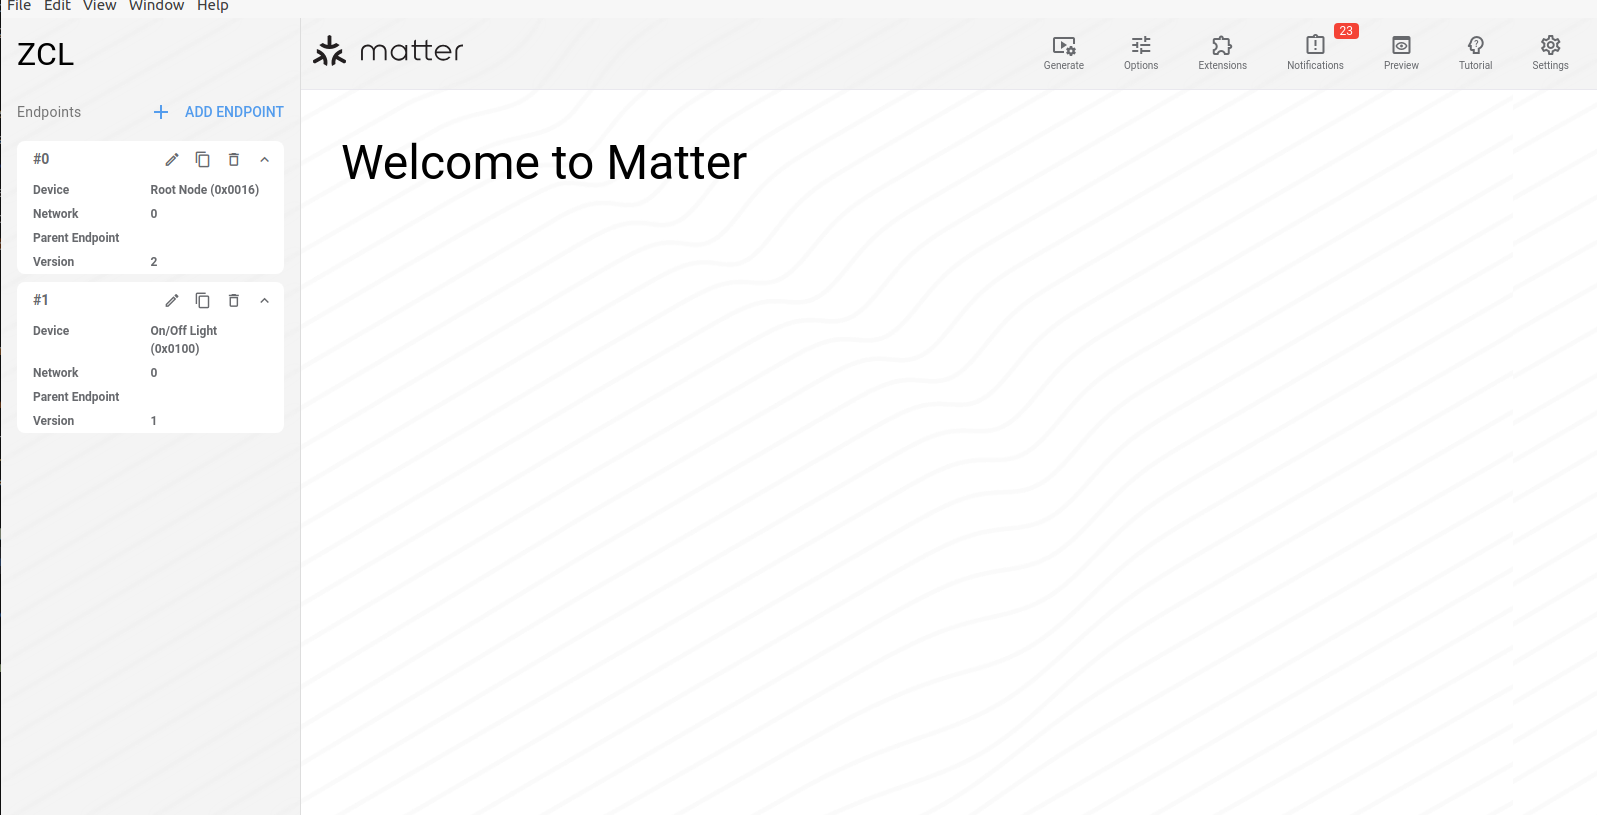 File Edit View Window Help
ZCL
matter
Generate
Options
Extensions
23
Notifications
Preview
Tutorial
Settings
Endpoints
+ ADD ENDPOINT
#0
Device Root Node (0x0016)
Network 0
Parent Endpoint
Version 2
#1
Device On/Off Light
(0x0100)
Network 0
Parent Endpoint
Version 1
Welcome to Matter